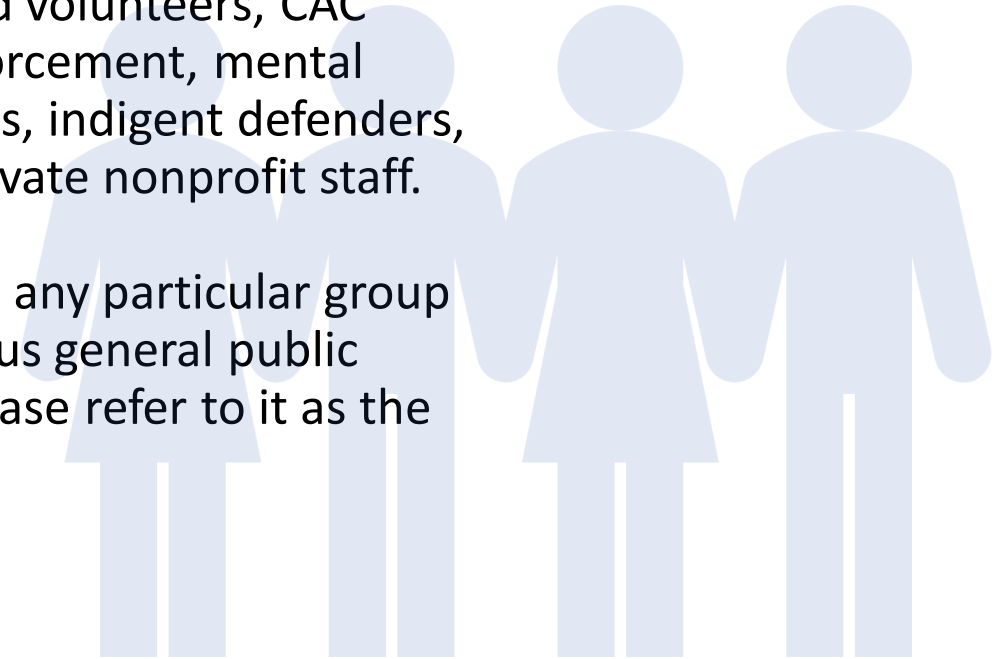 d volunteers, CAC
orcement, mental
s, indigent defenders,
vate nonprofit staff.
any particular group
us general public
ase refer to it as the